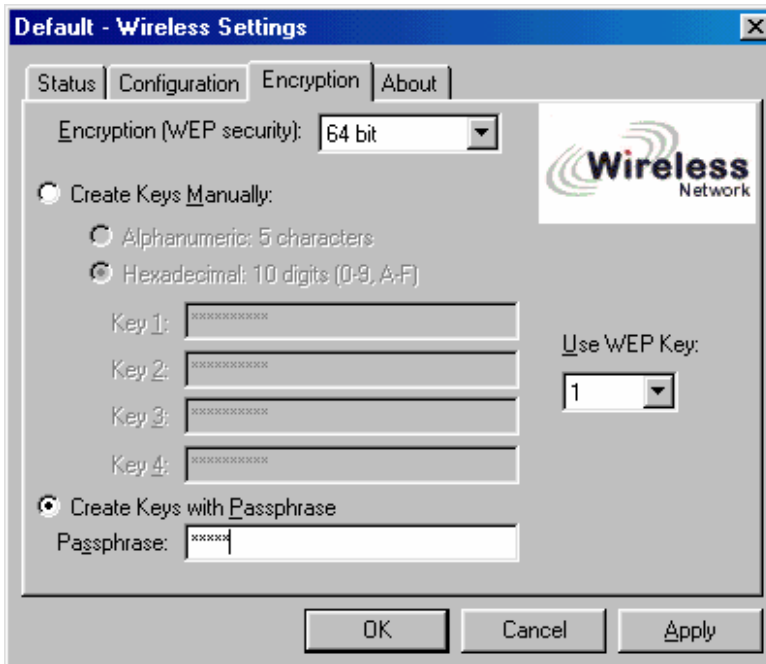 Default - Wireless Settings
Status Configuration Encryption About
Encryption (WEP security): 64 bit
Wireless
Network
Create Keys Manually:
Alphanumeric: 5 characters
Hexadecimal: 10 digits (0-9, A-F)
Key 1: **********
Key 2: **********
Key 3: **********
Key 4: **********
Use WEP Key:
1
Create Keys with Passphrase
Passphrase: *****
OK Cancel Apply